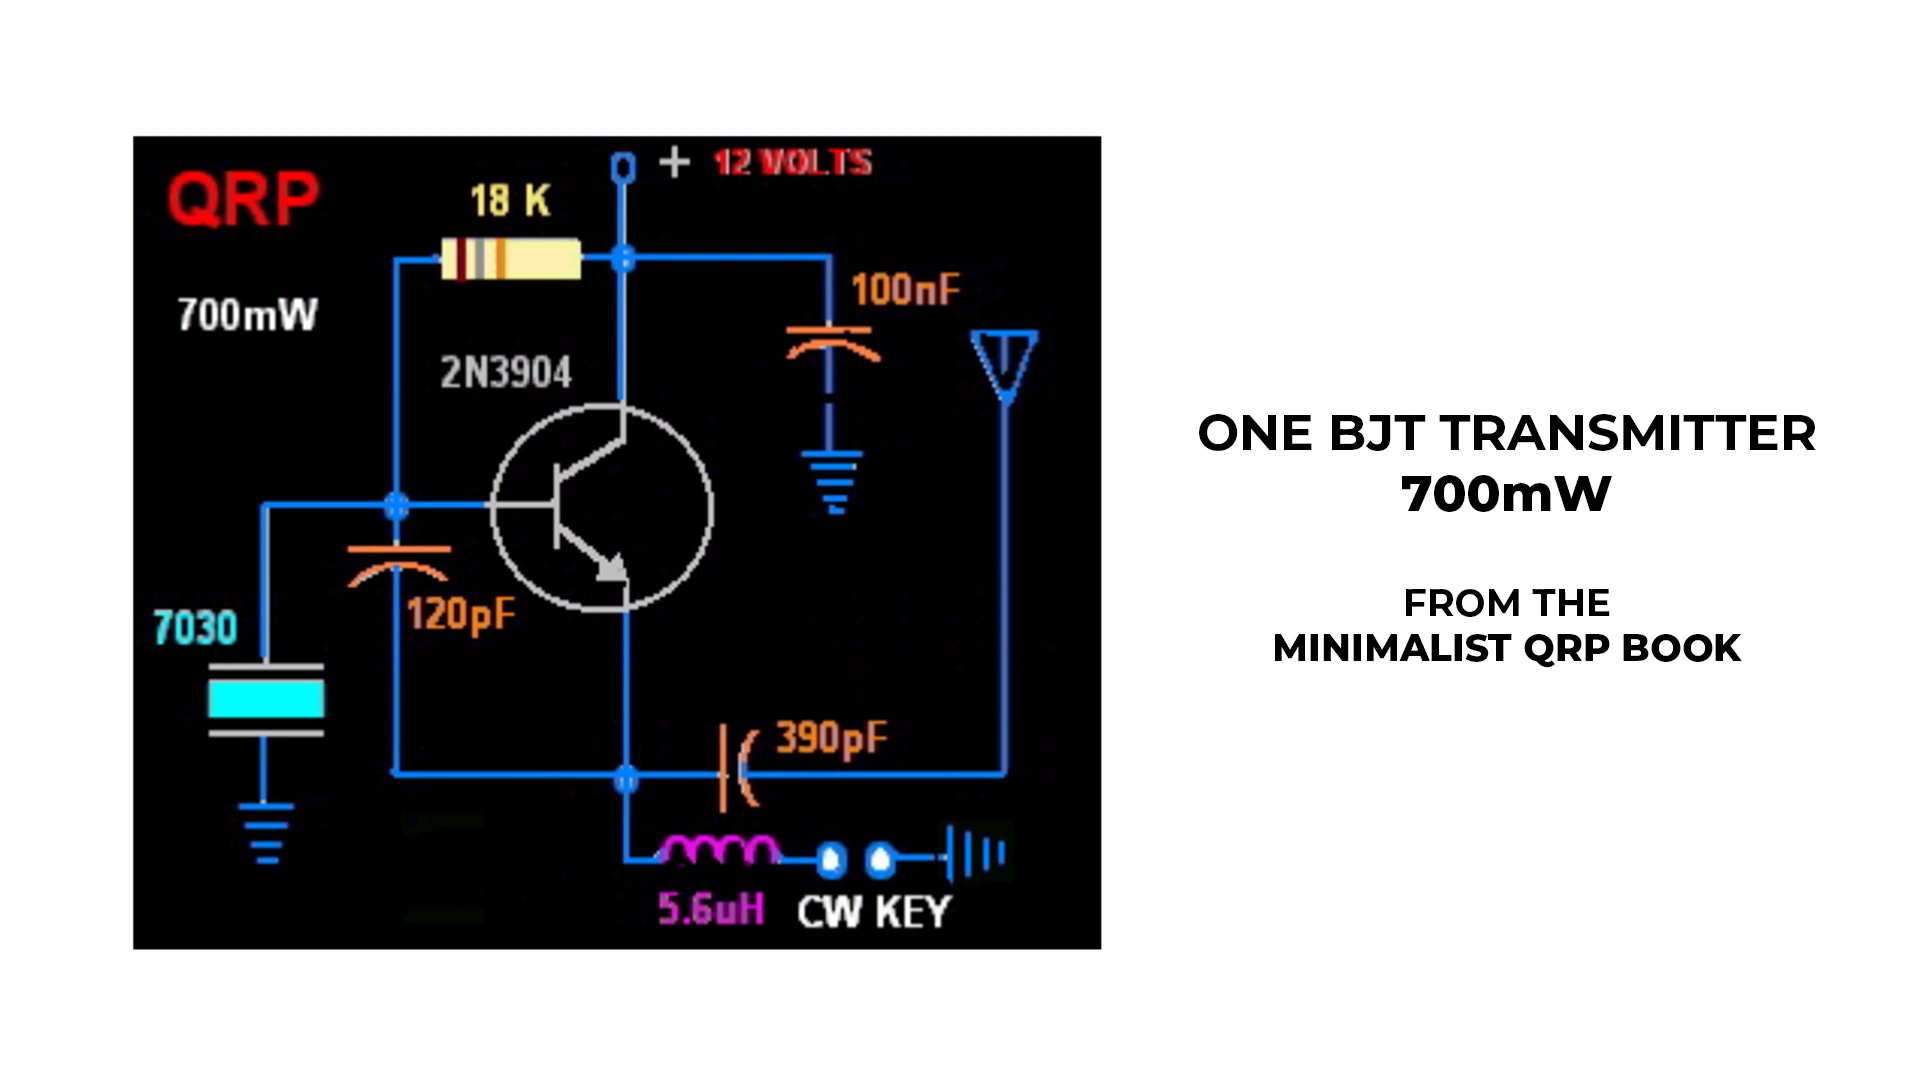 QRP
+ 12 VOLTS
18 K
700mW
100nF
2N3904
120pF
7030
390pF
5.6uH
CW KEY
ONE BJT TRANSMITTER
700mW
FROM THE
MINIMALIST QRP BOOK